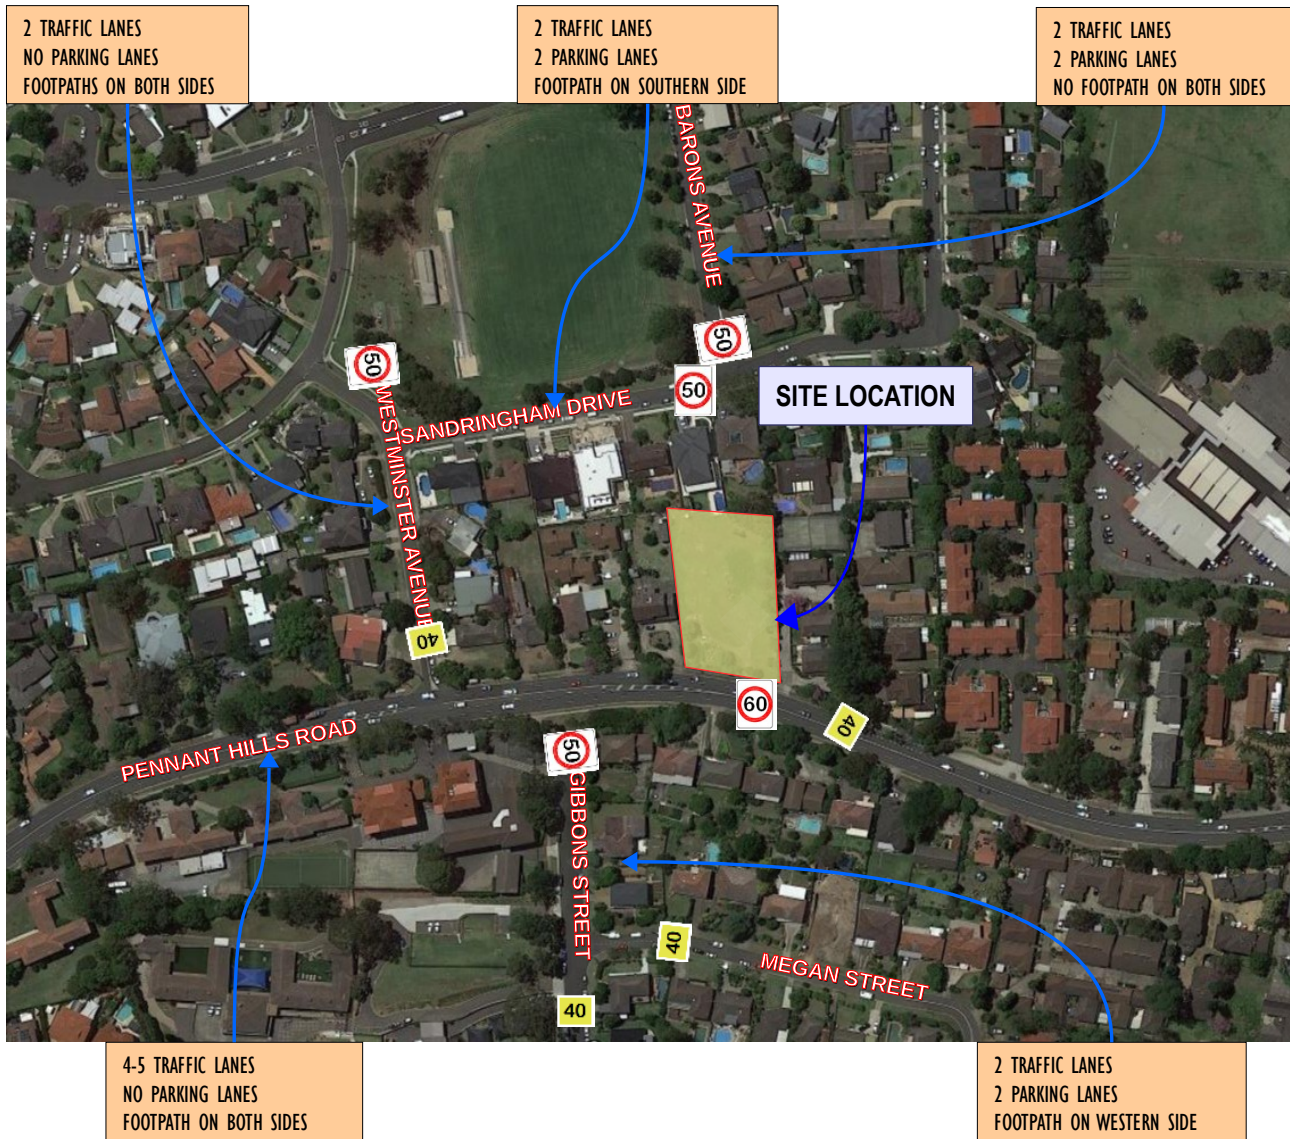 2 TRAFFIC LANES
NO PARKING LANES
FOOTPATHS ON BOTH SIDES
2 TRAFFIC LANES
2 PARKING LANES
FOOTPATH ON SOUTHERN SIDE
2 TRAFFIC LANES
2 PARKING LANES
NO FOOTPATH ON BOTH SIDES
BARONS AVENUE
50
50
50
SITE LOCATION
SANDRINGHAM DRIVE
WESTMINSTER AVENUE
40
60
40
PENNANT HILLS ROAD
50
GIBBONS STREET
40
MEGAN STREET
40
4-5 TRAFFIC LANES
NO PARKING LANES
FOOTPATH ON BOTH SIDES
2 TRAFFIC LANES
2 PARKING LANES
FOOTPATH ON WESTERN SIDE